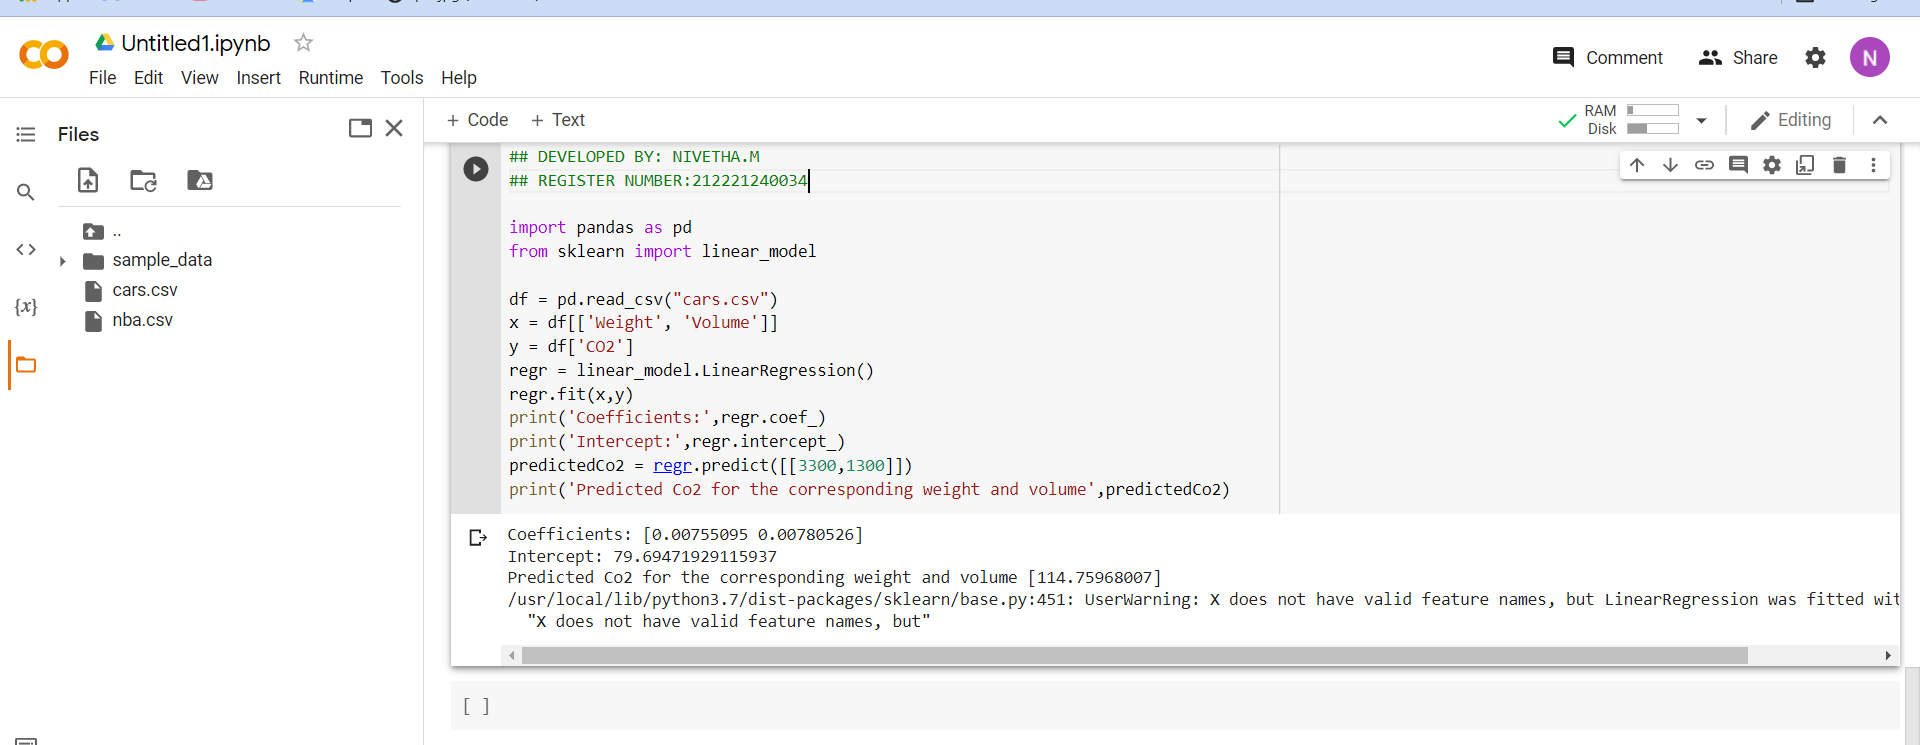 Untitled1.ipynb
File Edit View Insert Runtime Tools Help
Comment
Share
N
Files
+ Code + Text
RAM
Disk
Editing
..
sample_data
cars.csv
nba.csv
{x}
## DEVELOPED BY: NIVETHA.M
## REGISTER NUMBER:212221240034
import pandas as pd
from sklearn import linear_model
df = pd.read_csv("cars.csv")
x = df[['Weight', 'Volume']]
y = df['CO2']
regr = linear_model.LinearRegression()
regr.fit(x,y)
print('Coefficients:',regr.coef_)
print('Intercept:',regr.intercept_)
predictedCo2 = regr.predict([[3300,1300]])
print('Predicted Co2 for the corresponding weight and volume',predictedCo2)
Coefficients: [0.00755095 0.00780526]
Intercept: 79.69471929115937
Predicted Co2 for the corresponding weight and volume [114.75968007]
/usr/local/lib/python3.7/dist-packages/sklearn/base.py:451: UserWarning: X does not have valid feature names, but LinearRegression was fitted wit
"X does not have valid feature names, but"
[ ]